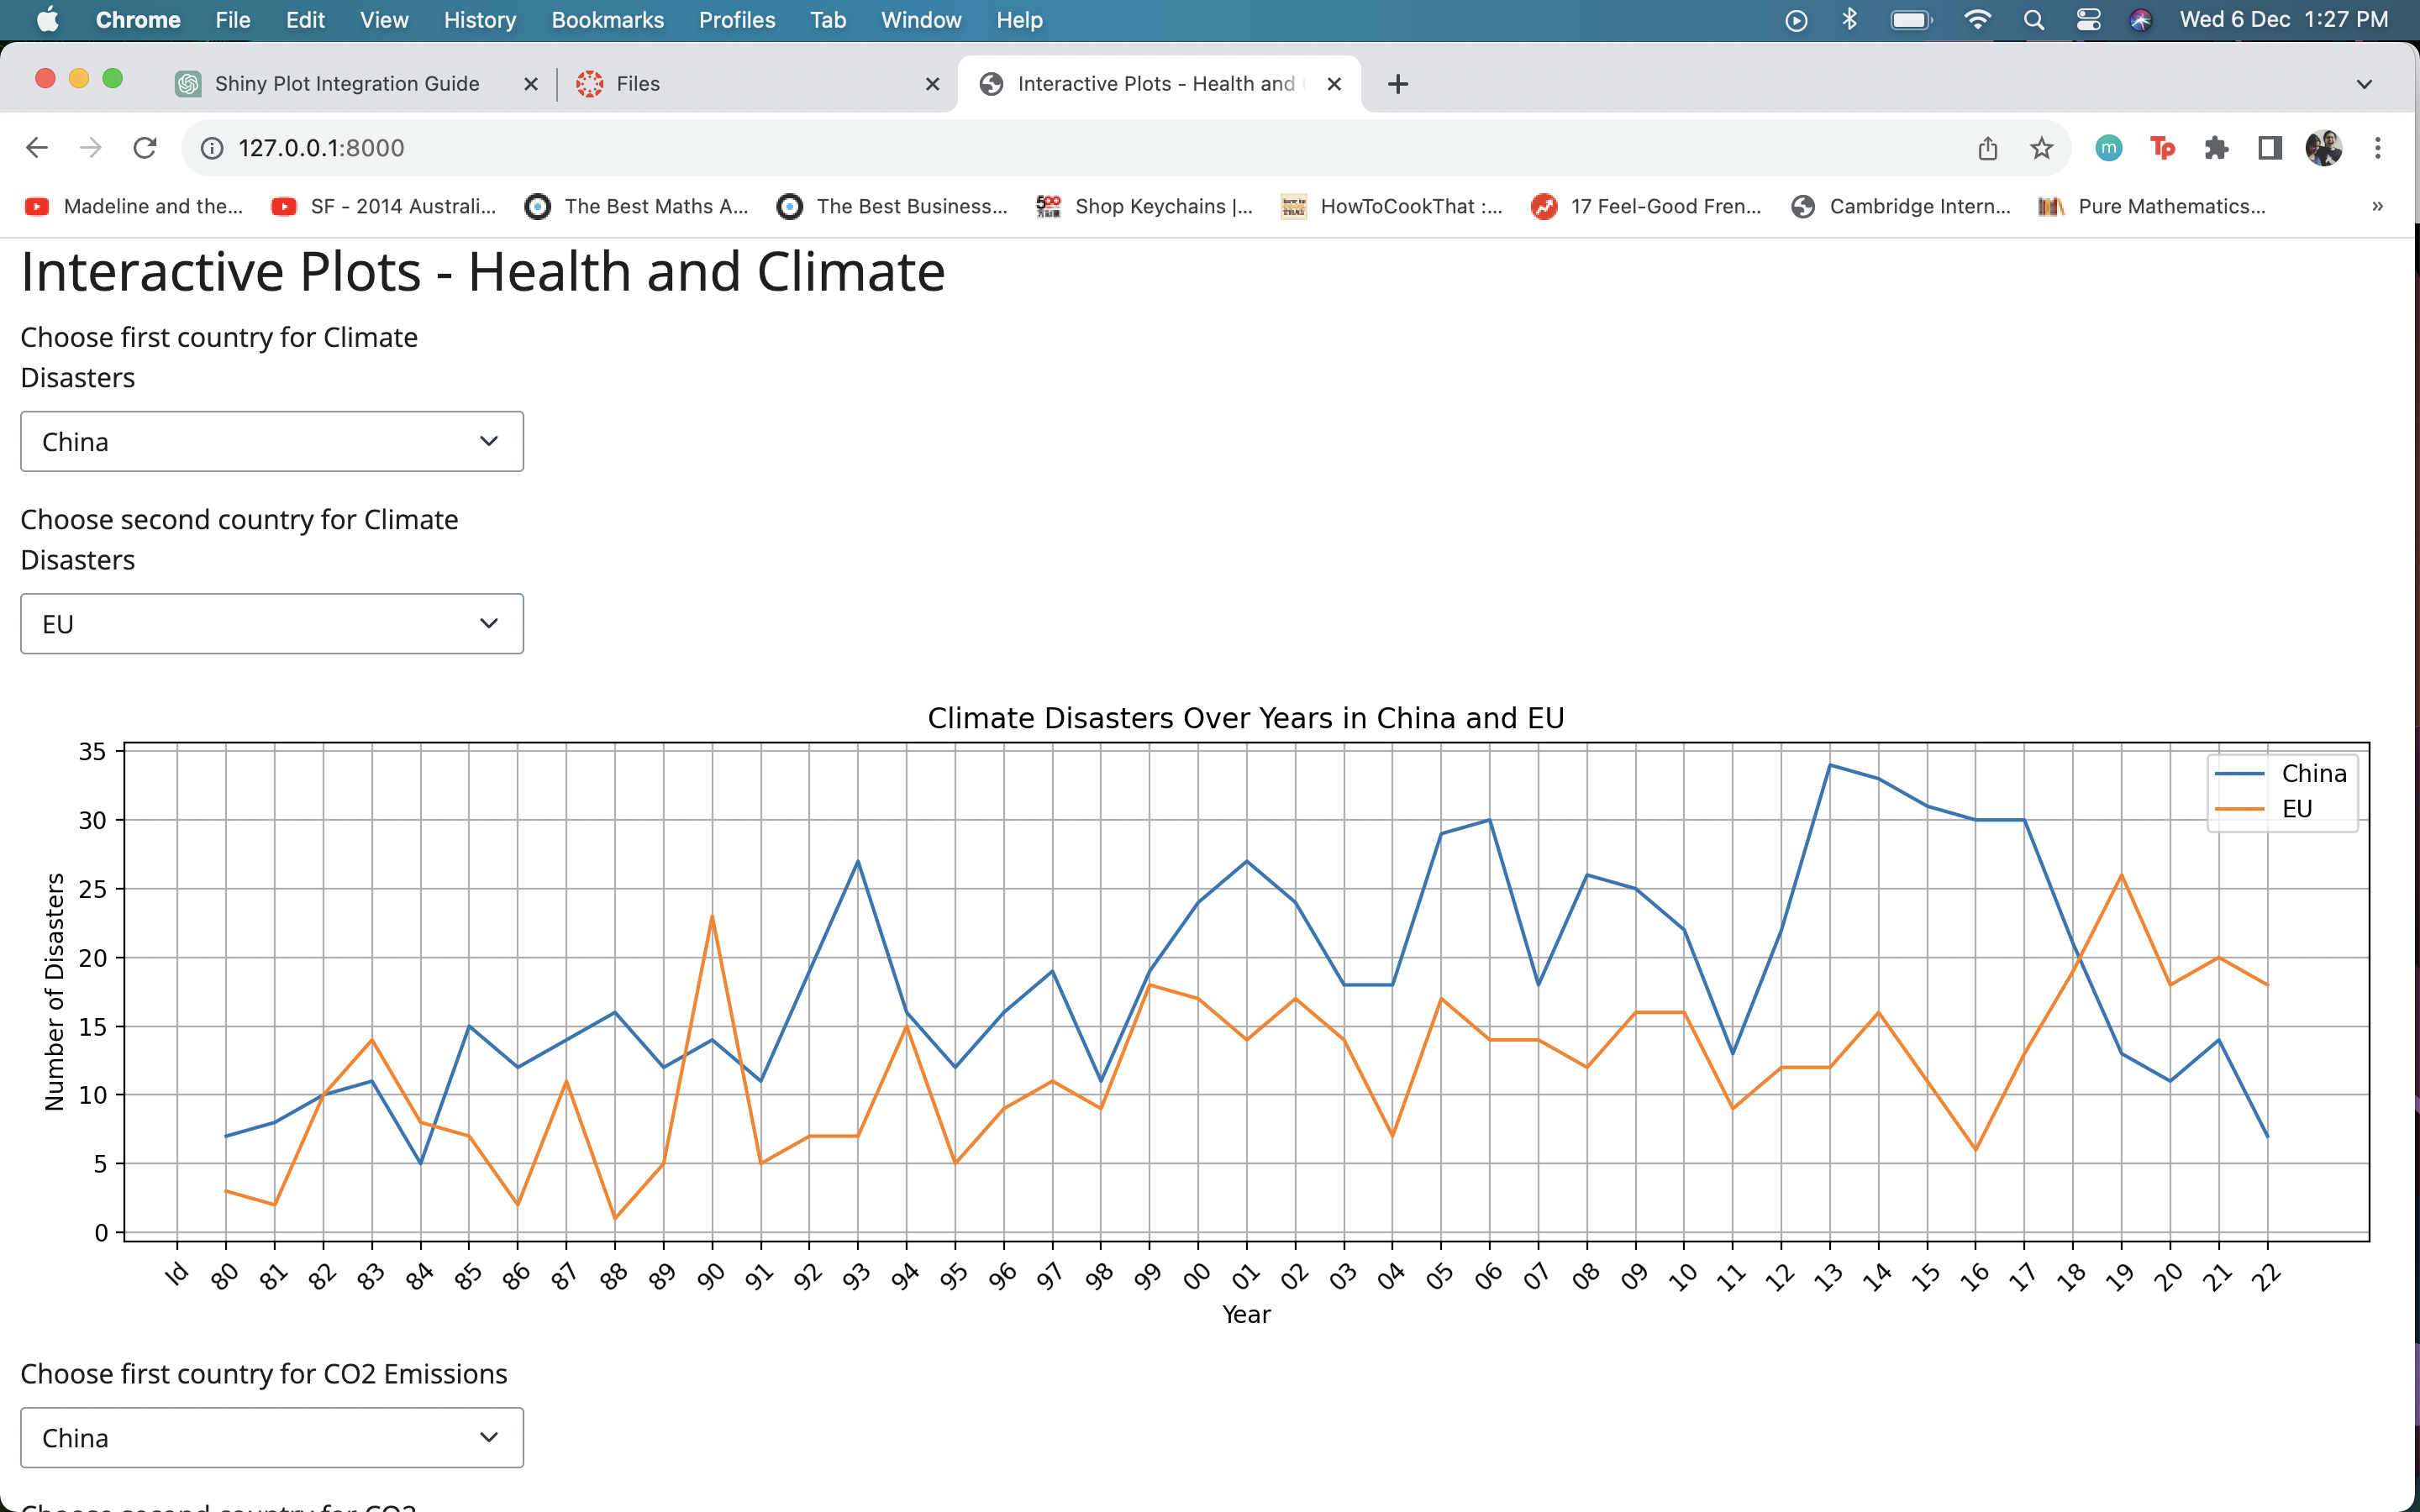 Chrome File Edit View History Bookmarks Profiles Tab Window Help Wed 6 Dec 1:27 PM
Shiny Plot Integration Guide Files Interactive Plots - Health and
127.0.0.1:8000 m Tp
Madeline and the... SF - 2014 Australi... The Best Maths A... The Best Business... Shop Keychains |... HowToCookThat :... 17 Feel-Good Fren... Cambridge Intern... Pure Mathematics... »
Interactive Plots - Health and Climate
Choose first country for Climate
Disasters
China
Choose second country for Climate
Disasters
EU
Climate Disasters Over Years in China and EU
China
EU
35
30
25
20
15
10
5
0
Number of Disasters
ld 80 81 82 83 84 85 86 87 88 89 90 91 92 93 94 95 96 97 98 99 00 01 02 03 04 05 06 07 08 09 10 11 12 13 14 15 16 17 18 19 20 21 22
Year
Choose first country for CO2 Emissions
China
Choose second country for CO2